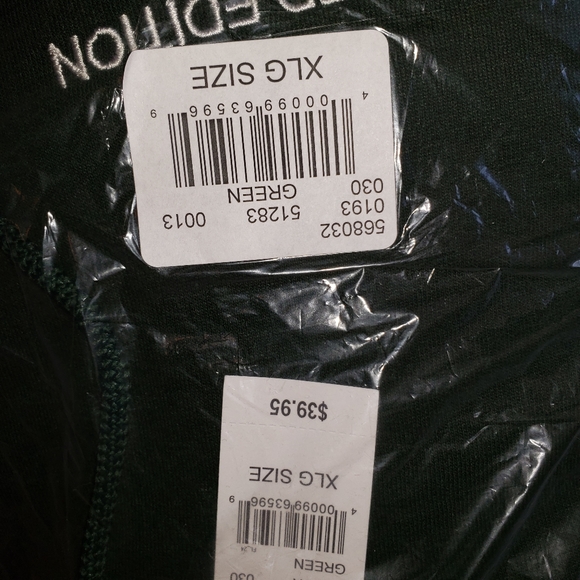 030
GREEN
4 00099 63596 9
XLG SIZE
$39.95
568032
0193 51283 0013
030 GREEN
4 00099 63596 9
XLG SIZE
EDITION